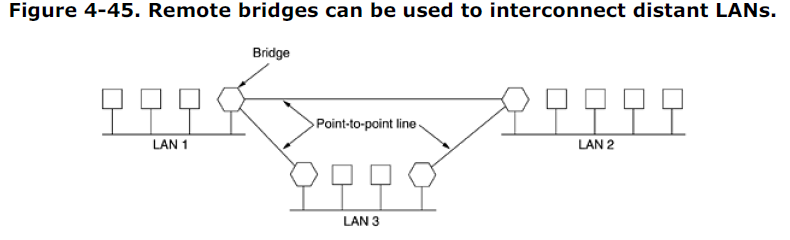 Figure 4-45. Remote bridges can be used to interconnect distant LANs.
Bridge
Point-to-point line
LAN 1
LAN 2
LAN 3